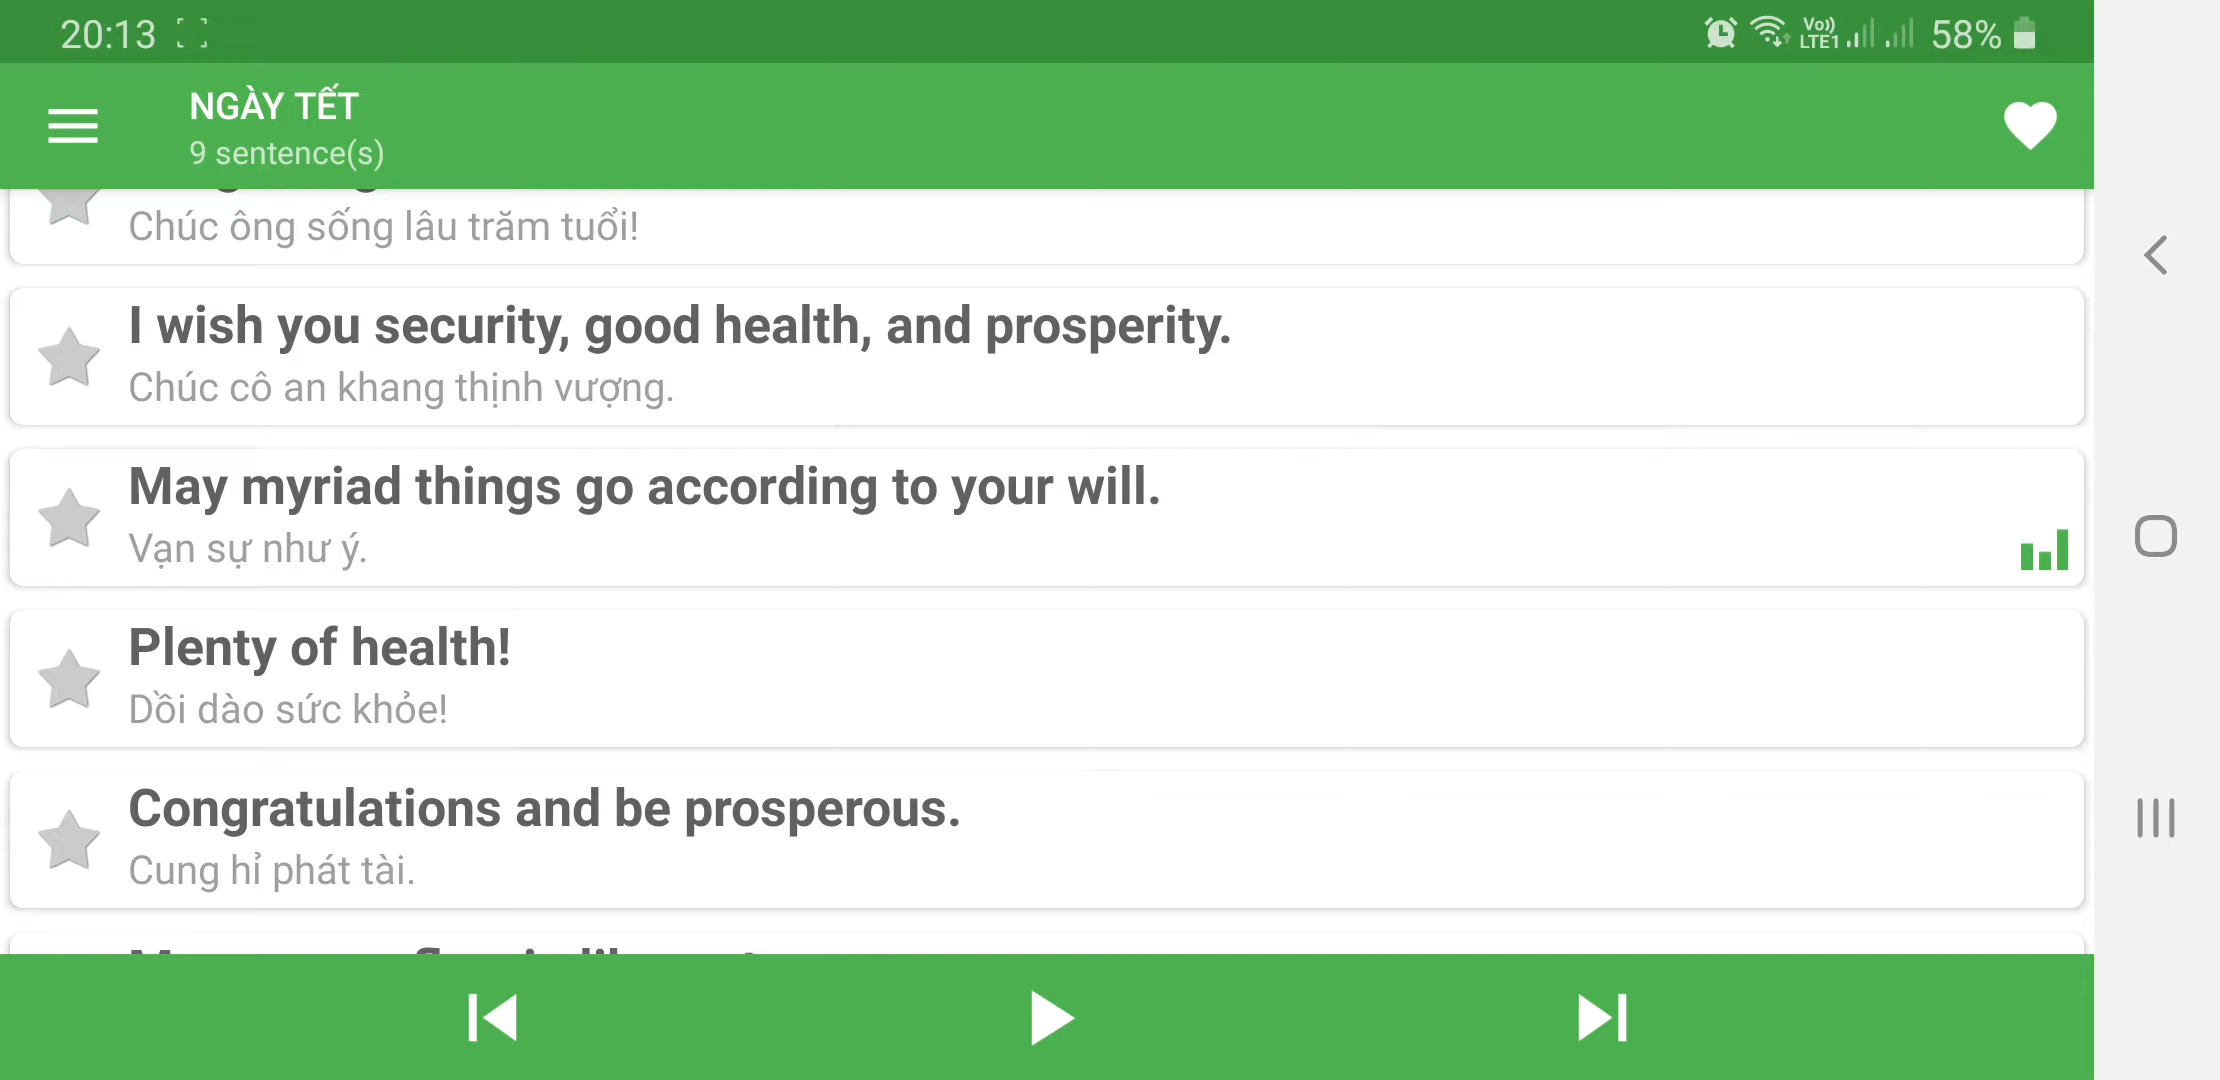 20:13
Vo)) LTE1 58%
NGÀY TẾT
9 sentence(s)
Chúc ông sống lâu trăm tuổi!
I wish you security, good health, and prosperity.
Chúc cô an khang thịnh vượng.
May myriad things go according to your will.
Vạn sự như ý.
Plenty of health!
Dồi dào sức khỏe!
Congratulations and be prosperous.
Cung hỉ phát tài.